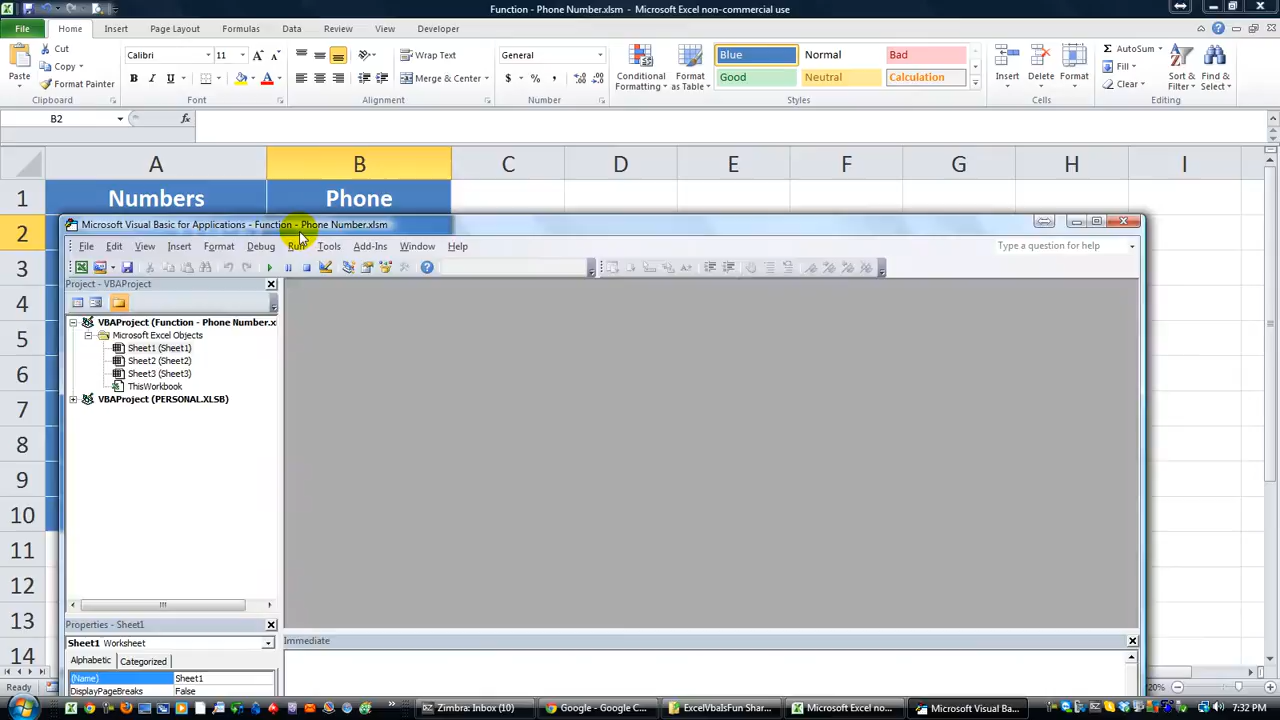 Function - Phone Number.xlsm - Microsoft Excel non-commercial use
File Home Insert Page Layout Formulas Data Review View Developer
Paste Cut Copy Format Painter
Calibri 11 A A Wrap Text General
B I U A Merge & Center $ % ,
Conditional Formatting Format as Table
Blue Normal Bad
Good Neutral Calculation
Insert Delete Format
AutoSum Fill Clear
Sort & Filter Find & Select
Clipboard Font Alignment Number Styles Cells Editing
B2 fx
A B C D E F G H I
1 Numbers Phone
2
3
4
5
6
7
8
9
10
11
12
13
14
Microsoft Visual Basic for Applications - Function - Phone Number.xlsm
File Edit View Insert Format Debug Run Tools Add-Ins Window Help Type a question for help
Project - VBAProject
VBAProject (Function - Phone Number.x
Microsoft Excel Objects
Sheet1 (Sheet1)
Sheet2 (Sheet2)
Sheet3 (Sheet3)
ThisWorkbook
VBAProject (PERSONAL.XLSB)
Properties - Sheet1
Sheet1 Worksheet
Alphabetic Categorized
(Name) Sheet1
DisplayPageBreaks False
Immediate
Ready 20%
Zimbra: Inbox (10) Google - Google C... ExcelVbaIsFun Shar... Microsoft Excel no... Microsoft Visual Ba... 7:32 PM